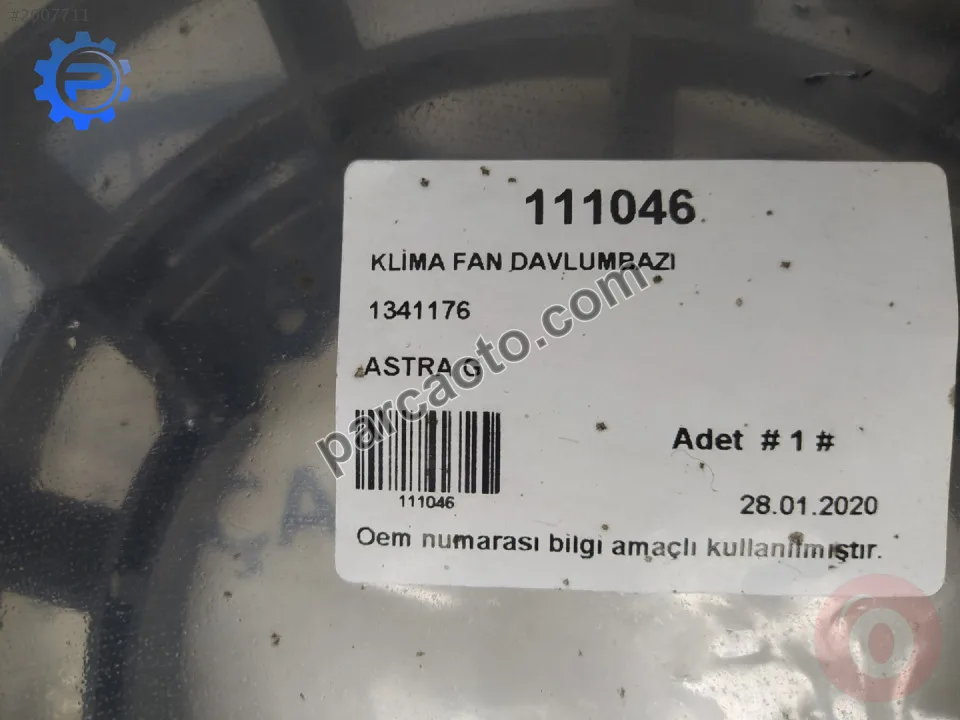 #2007711
111046
KLİMA FAN DAVLUMBAZI
1341176
ASTRA G
parcaoto.com
Adet # 1 #
111046
28.01.2020
Oem numarası bilgi amaçlı kullanılmıştır.